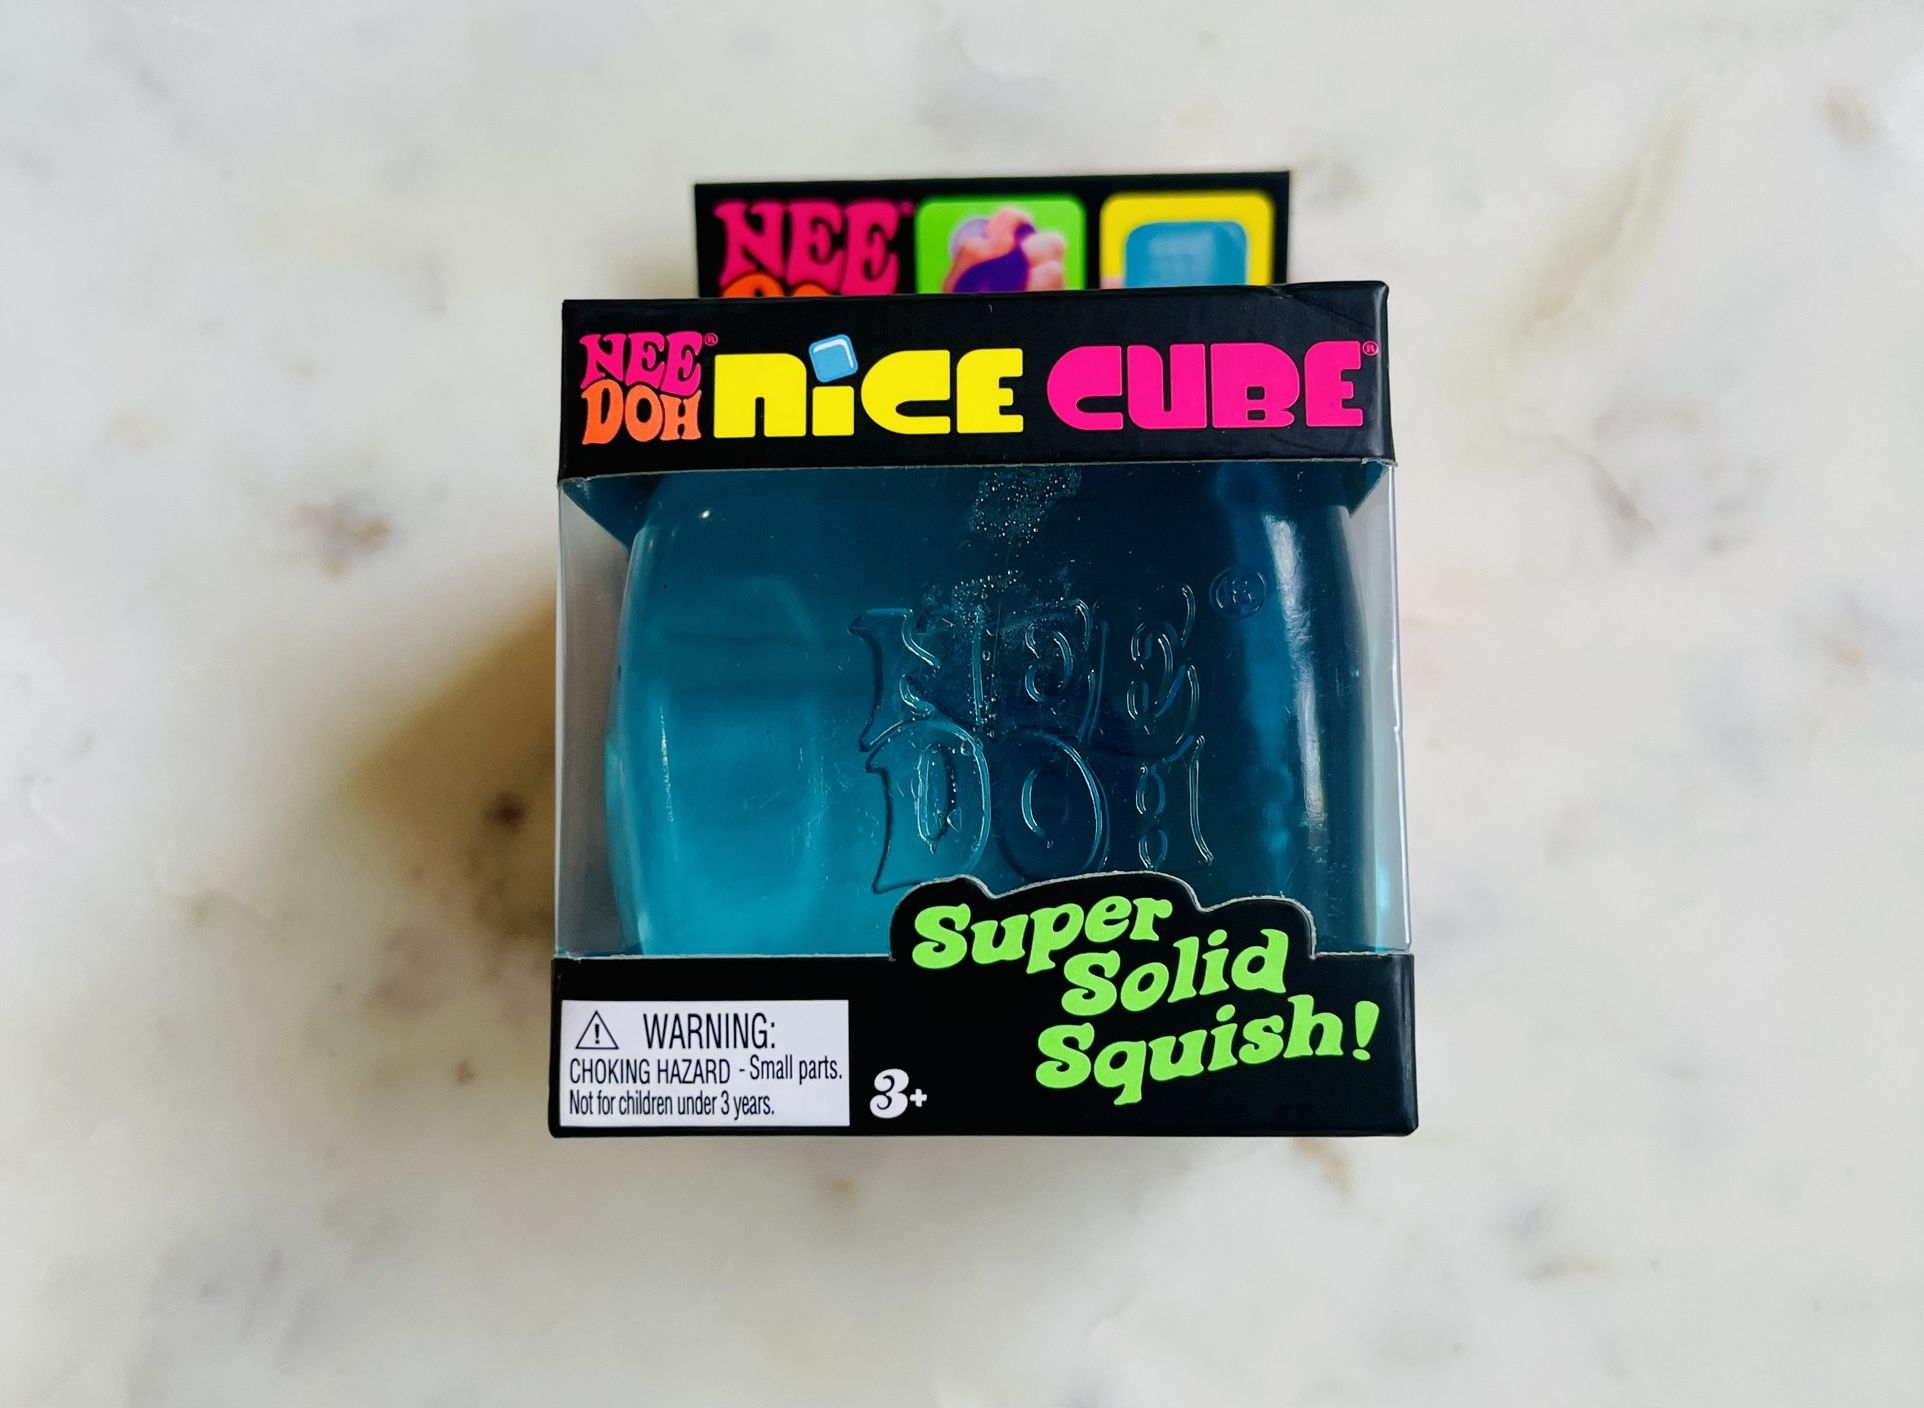 NEE®
NEE®
DOH
NiCE CUBE®
NEE®
DOH
Super
Solid
Squish!
WARNING:
CHOKING HAZARD - Small parts.
Not for children under 3 years.
3+